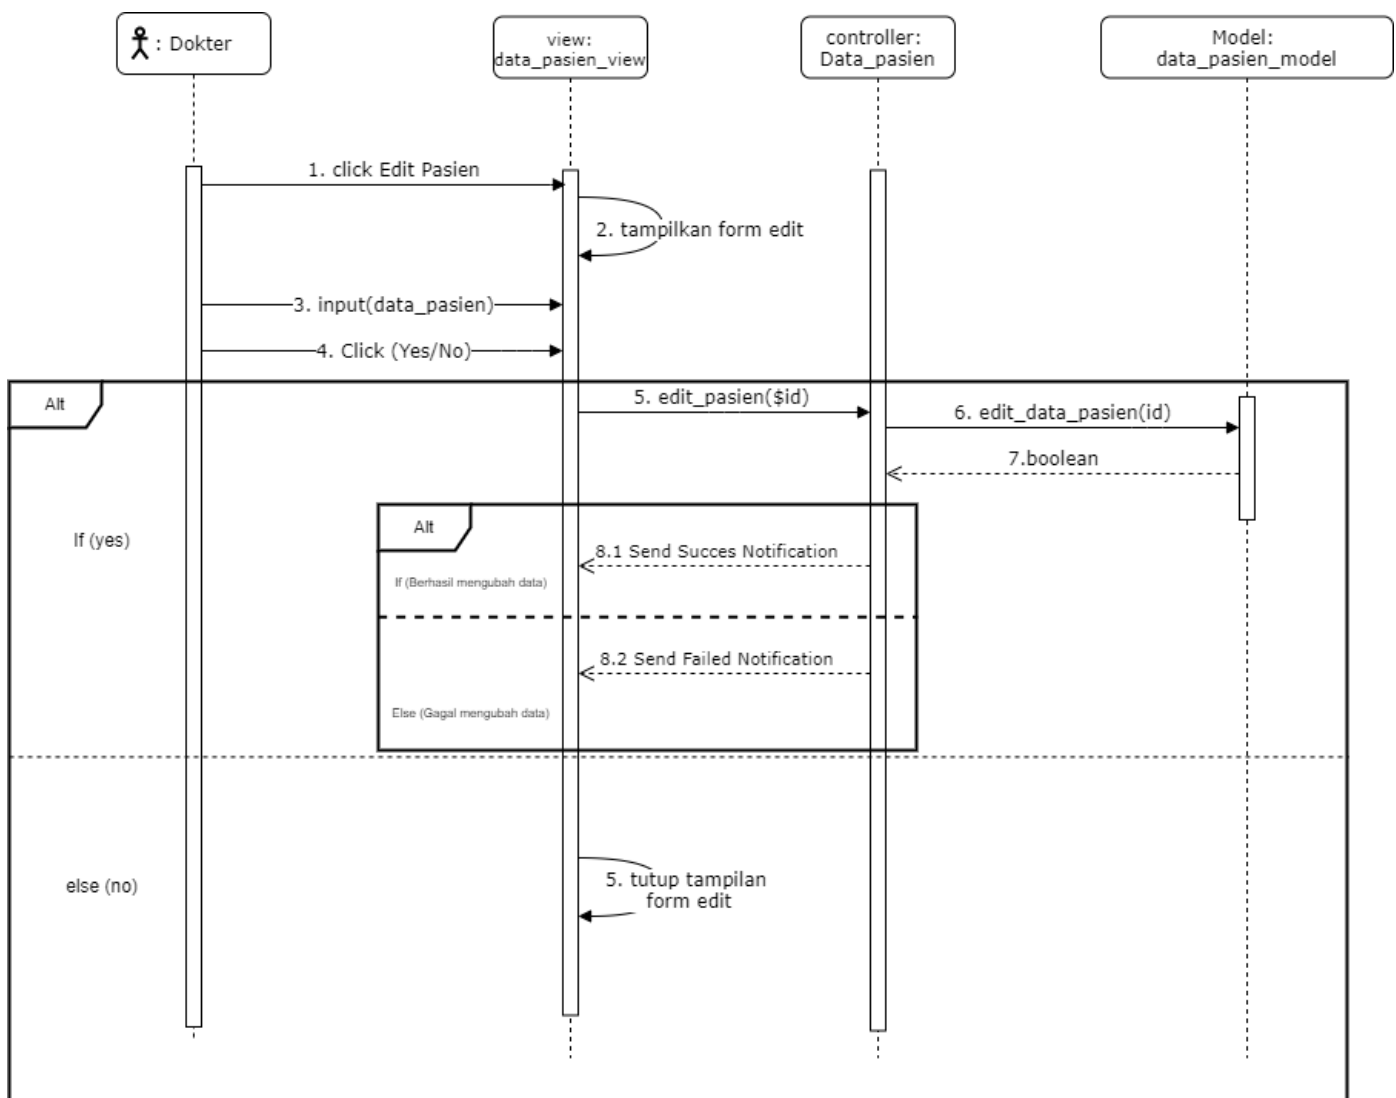 : Dokter
view:
data_pasien_view
controller:
Data_pasien
Model:
data_pasien_model
1. click Edit Pasien
2. tampilkan form edit
3. input(data_pasien)
4. Click (Yes/No)
Alt
5. edit_pasien($id)
6. edit_data_pasien(id)
7.boolean
If (yes)
Alt
8.1 Send Succes Notification
If (Berhasil mengubah data)
8.2 Send Failed Notification
Else (Gagal mengubah data)
else (no)
5. tutup tampilan
form edit